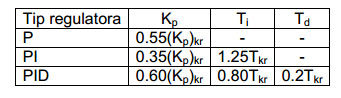 Tip regulatora Kp Ti Td
P 0.55(Kp)kr - -
PI 0.35(Kp)kr 1.25Tkr -
PID 0.60(Kp)kr 0.80Tkr 0.2Tkr